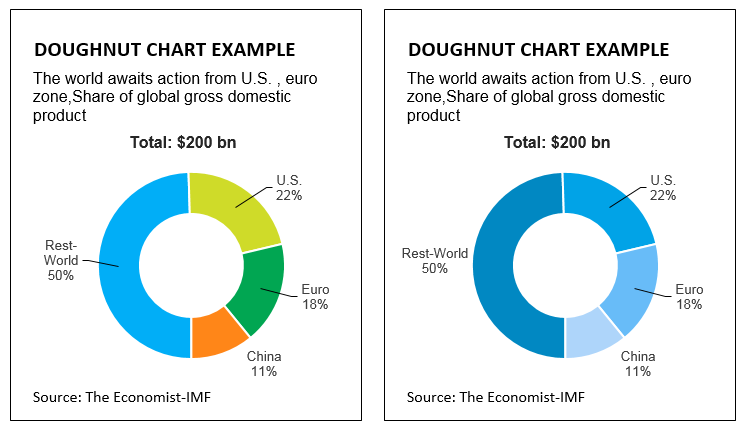 DOUGHNUT CHART EXAMPLE
The world awaits action from U.S. , euro
zone,Share of global gross domestic
product
Total: $200 bn
U.S.
22%
Rest-
World
50%
Euro
18%
China
11%
Source: The Economist-IMF
DOUGHNUT CHART EXAMPLE
The world awaits action from U.S. , euro
zone,Share of global gross domestic
product
Total: $200 bn
U.S.
22%
Rest-World
50%
Euro
18%
China
11%
Source: The Economist-IMF